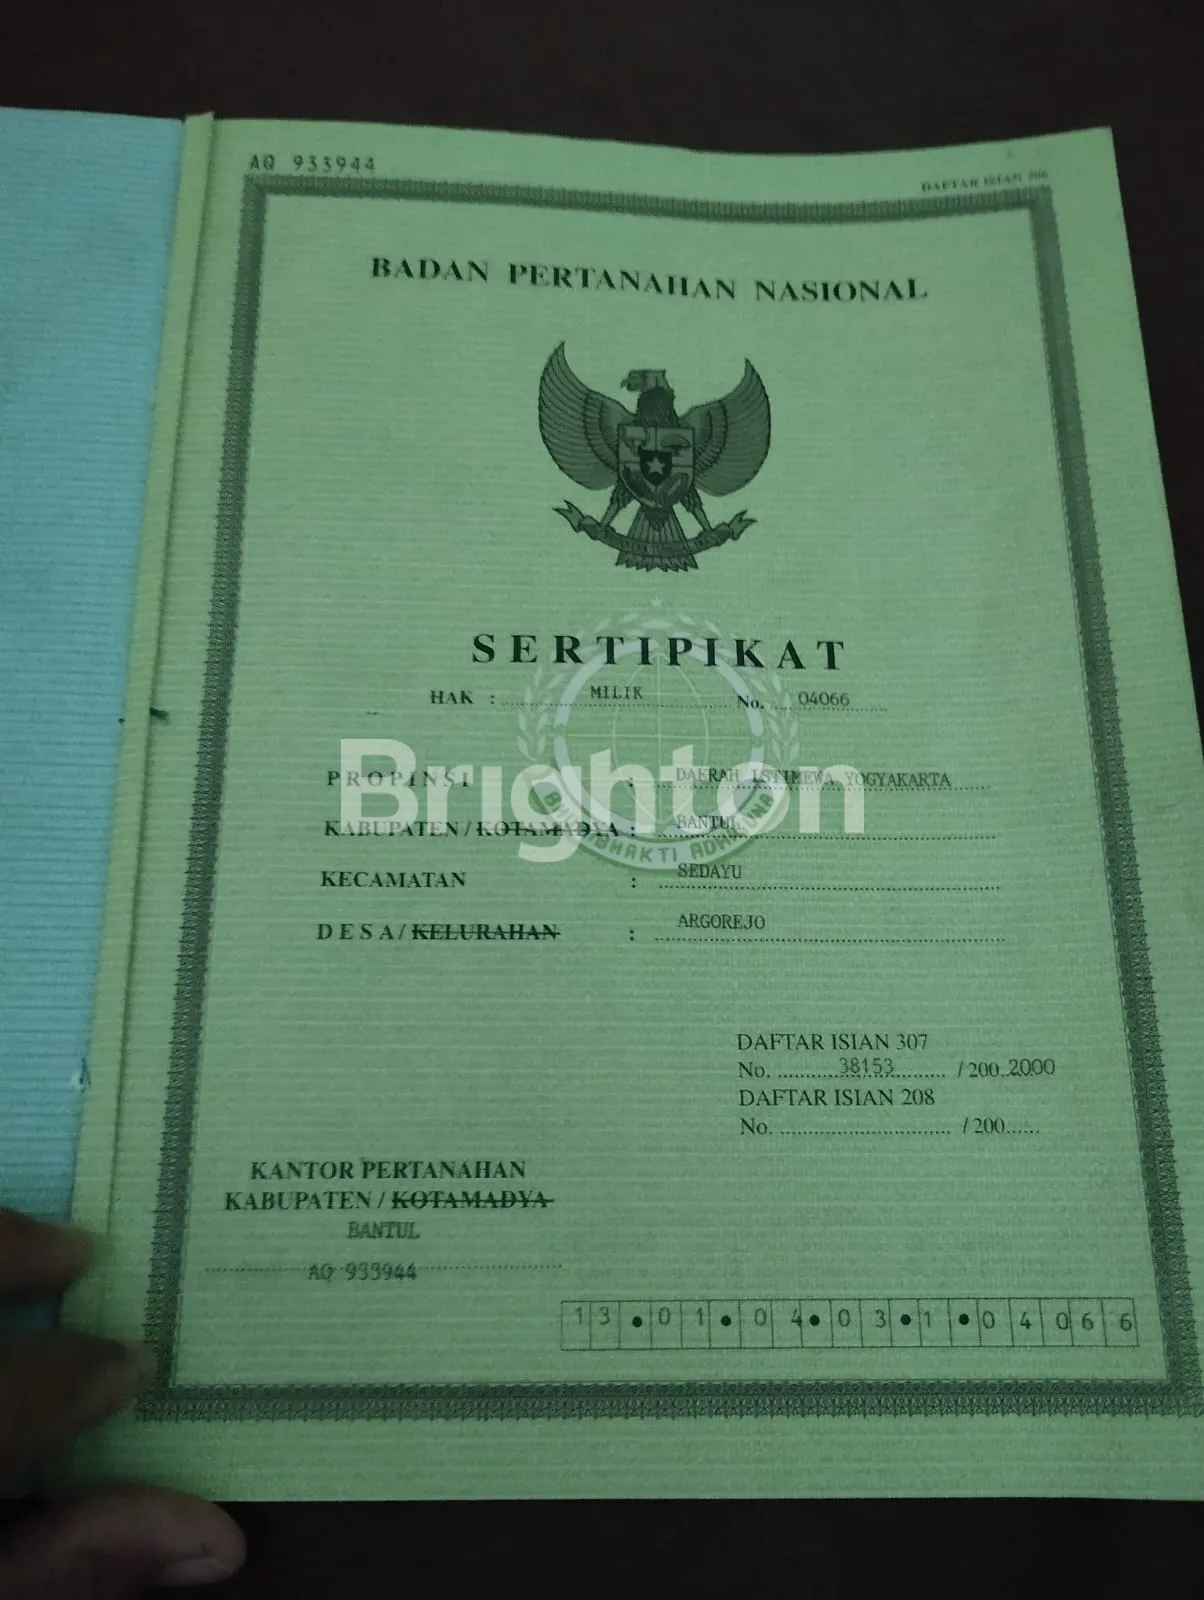 AQ 933944
DAFTAR ISIAN 206
BADAN PERTANAHAN NASIONAL
SERTIPIKAT
HAK : MILIK No. 04066
PROPINSI : DAERAH ISTIMEWA YOGYAKARTA
Brighton
KABUPATEN / KOTAMADYA : BANTUL
BHUMIBHAKTI ADHIGUNA
KECAMATAN : SEDAYU
DESA / KELURAHAN : ARGOREJO
DAFTAR ISIAN 307
No. 38153 / 200 2000
DAFTAR ISIAN 208
No. / 200
KANTOR PERTANAHAN
KABUPATEN / KOTAMADYA
BANTUL
AQ 933944
13.01.04.03.1.04066